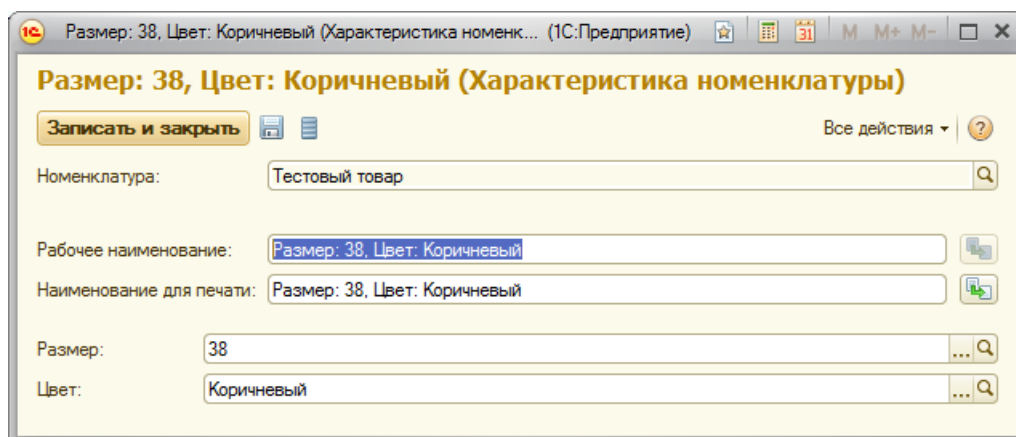 1С Размер: 38, Цвет: Коричневый (Характеристика номенк... (1С:Предприятие) 31 M M+ M-
Размер: 38, Цвет: Коричневый (Характеристика номенклатуры)
Записать и закрыть Все действия ?
Номенклатура: Тестовый товар
Рабочее наименование: Размер: 38, Цвет: Коричневый
Наименование для печати: Размер: 38, Цвет: Коричневый
Размер: 38 ...
Цвет: Коричневый ...